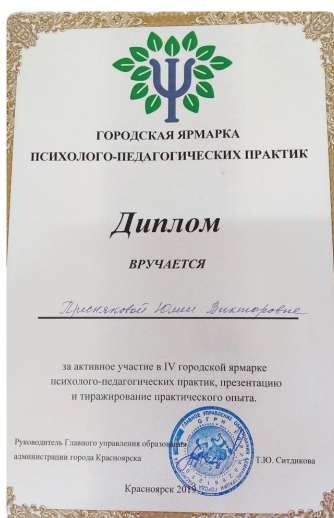 ГОРОДСКАЯ ЯРМАРКА
ПСИХОЛОГО-ПЕДАГОГИЧЕСКИХ ПРАКТИК
Диплом
ВРУЧАЕТСЯ
Пресняковой Юлии Викторовне
за активное участие в IV городской ярмарке
психолого-педагогических практик, презентацию
и тиражирование практического опыта.
Руководитель Главного управления образования
администрации города Красноярска
Т.Ю. Ситдикова
Красноярск 2019